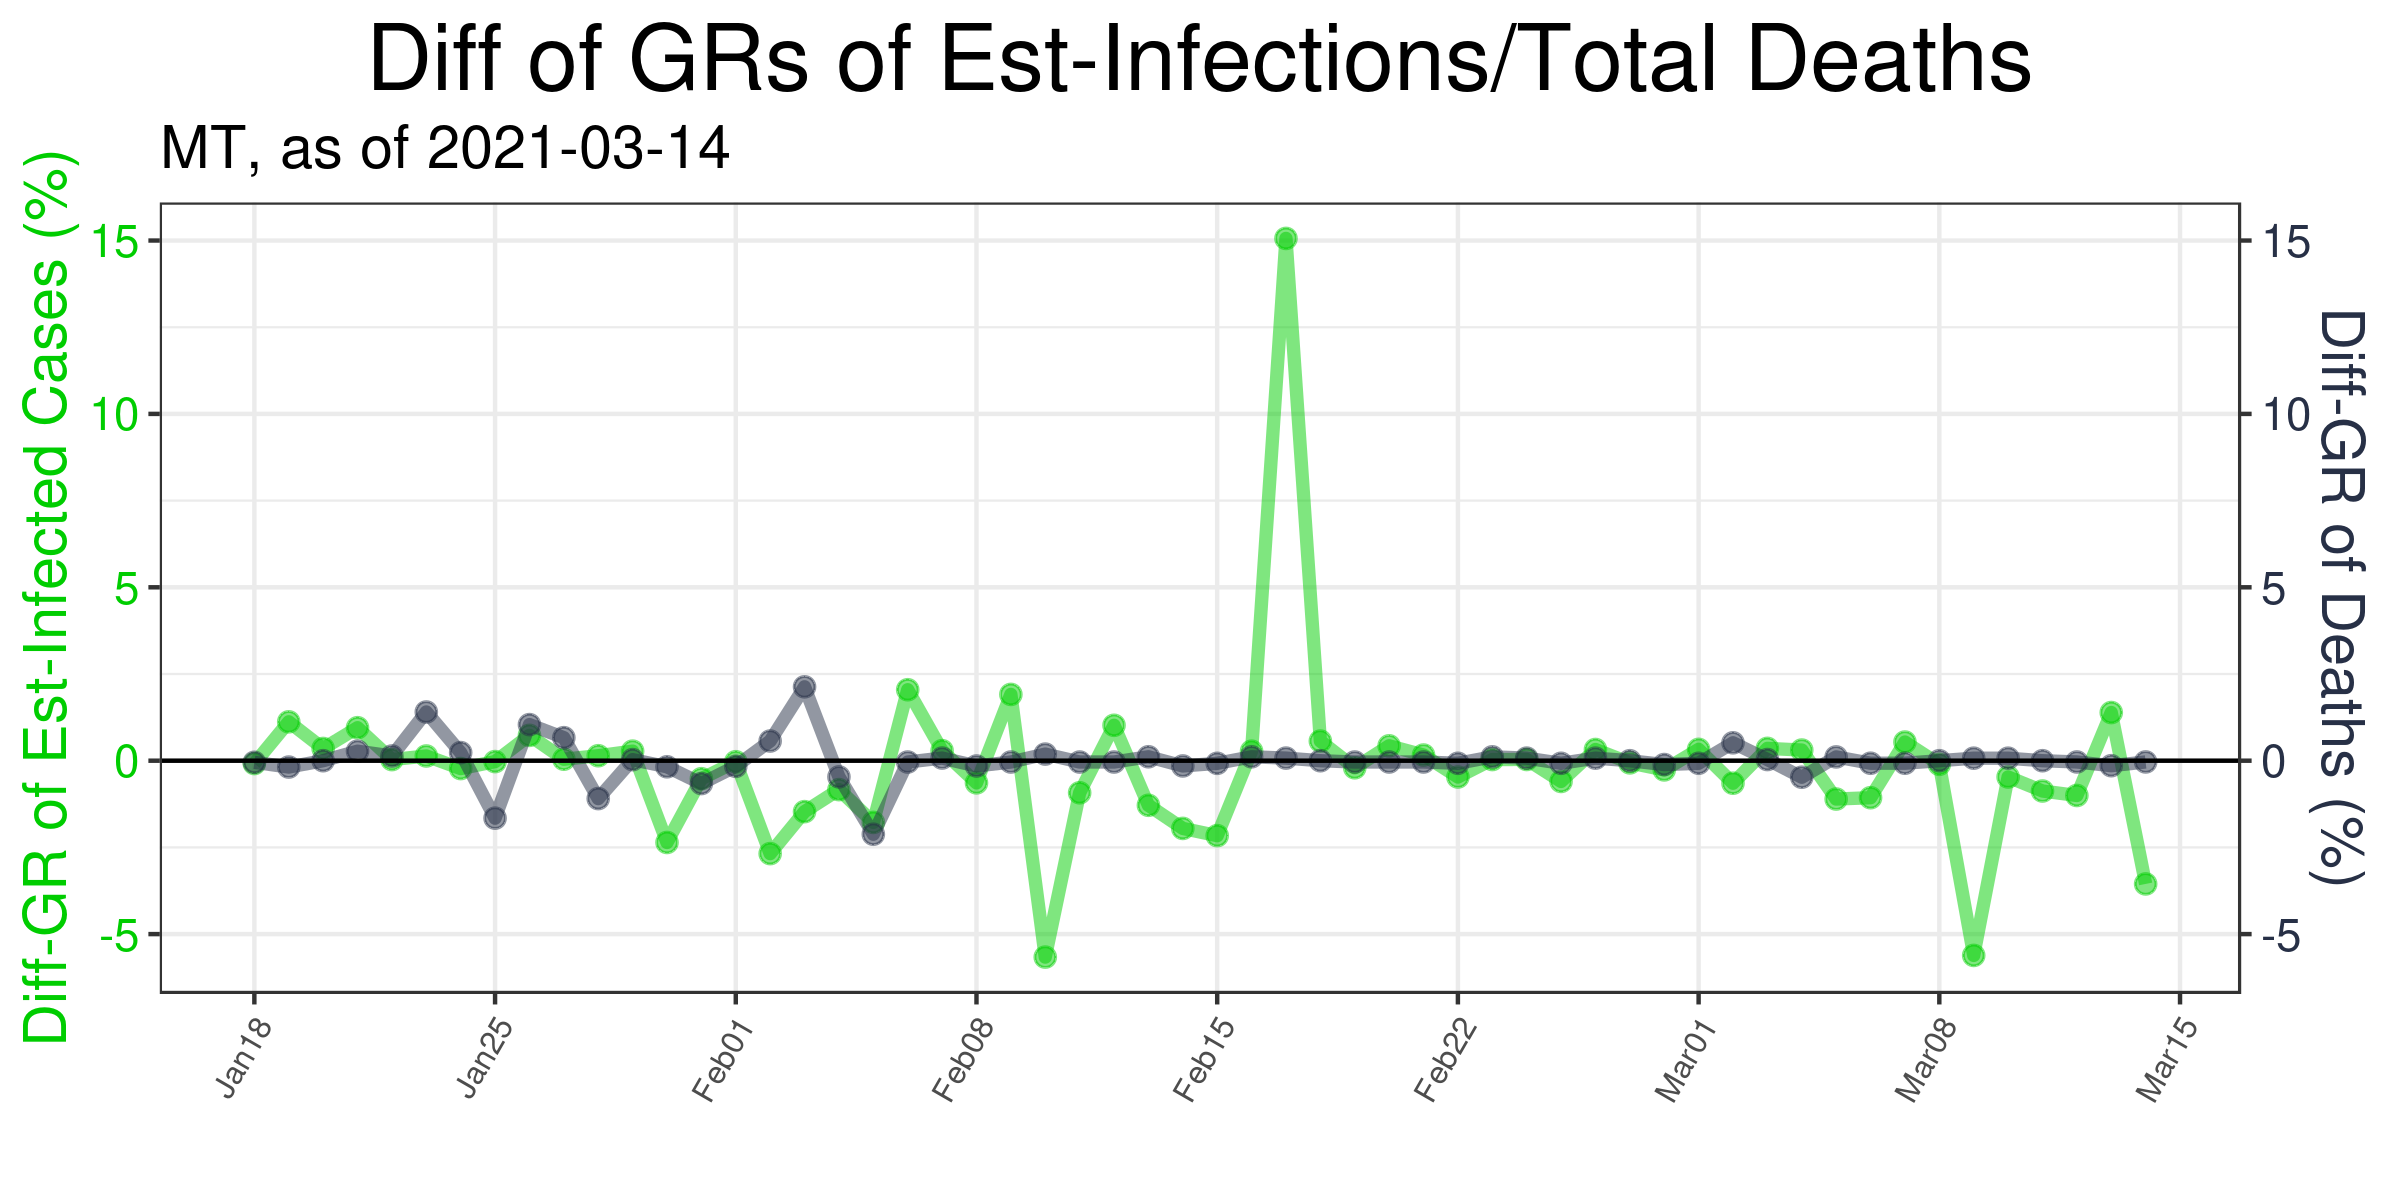 Diff of GRs of Est-Infections/Total Deaths
MT, as of 2021-03-14
Diff-GR of Est-Infected Cases (%)
15
10
5
0
-5
15
10
5
0
-5
Diff-GR of Deaths (%)
Jan18
Jan25
Feb01
Feb08
Feb15
Feb22
Mar01
Mar08
Mar15